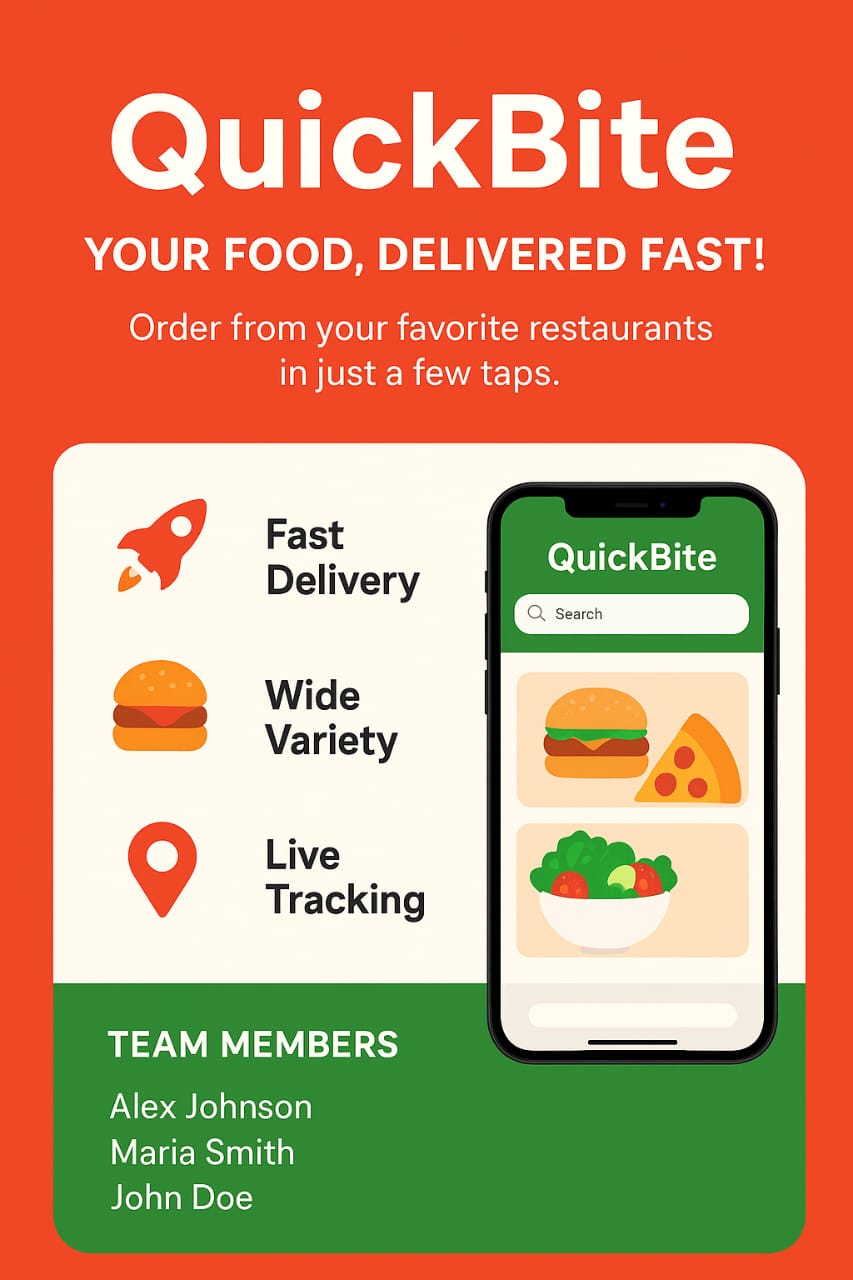 QuickBite
YOUR FOOD, DELIVERED FAST!
Order from your favorite restaurants
in just a few taps.
Fast
Delivery
Wide
Variety
Live
Tracking
QuickBite
Search
TEAM MEMBERS
Alex Johnson
Maria Smith
John Doe